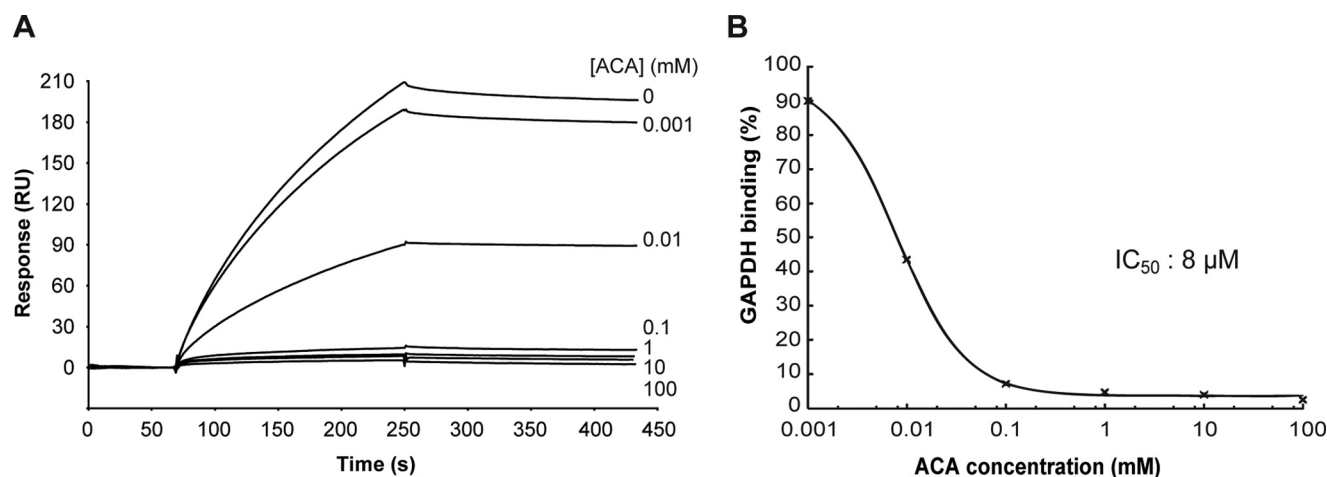 A
[ACA] (mM)
210
180
150
120
90
60
30
0
Response (RU)
0
0.001
0.01
0.1
1
10
100
0 50 100 150 200 250 300 350 400 450
Time (s)
B
100
90
80
70
60
50
40
30
20
10
0
GAPDH binding (%)
IC50 : 8 µM
0.001 0.01 0.1 1 10 100
ACA concentration (mM)